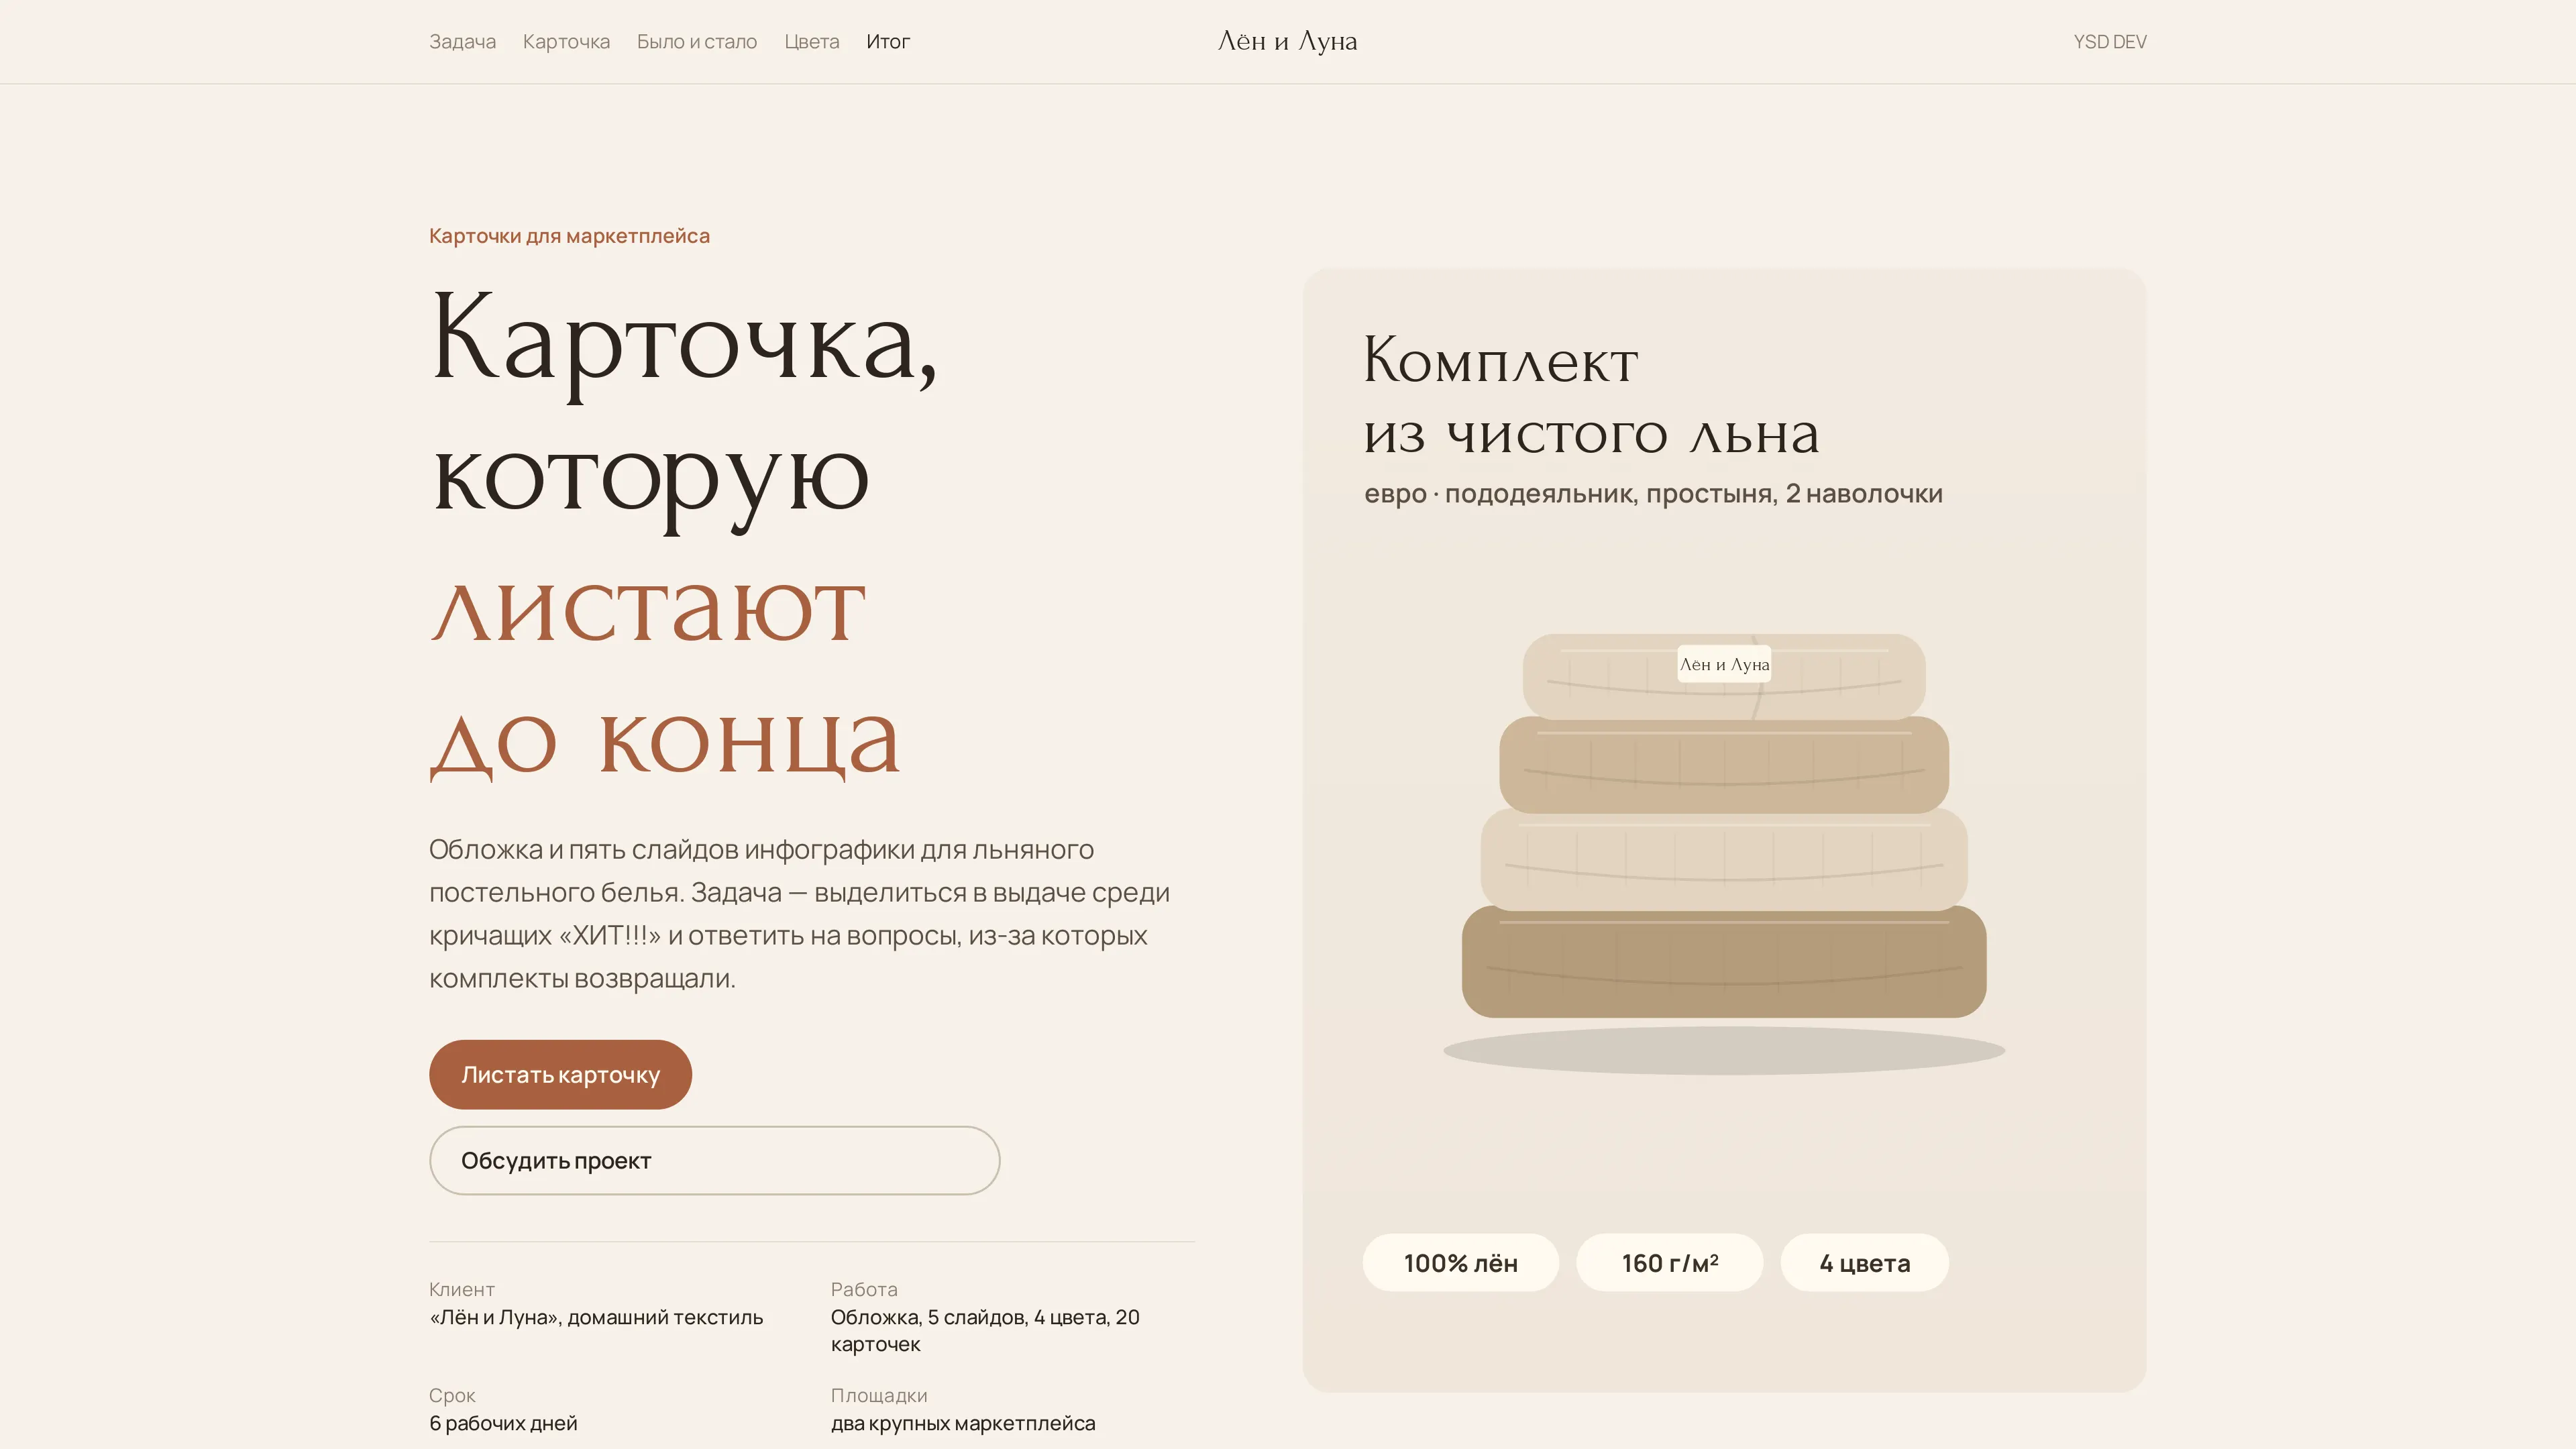 Задача Карточка Было и стало Цвета Итог
Лён и Луна
YSD DEV
Карточки для маркетплейса
Карточка,
которую
листают
до конца
Обложка и пять слайдов инфографики для льняного
постельного белья. Задача — выделиться в выдаче среди
кричащих «ХИТ!!!» и ответить на вопросы, из-за которых
комплекты возвращали.
Листать карточку
Обсудить проект
Клиент
«Лён и Луна», домашний текстиль
Работа
Обложка, 5 слайдов, 4 цвета, 20
карточек
Срок
6 рабочих дней
Площадки
два крупных маркетплейса
Комплект
из чистого льна
евро · пододеяльник, простыня, 2 наволочки
Лён и Луна
100% лён
160 г/м²
4 цвета